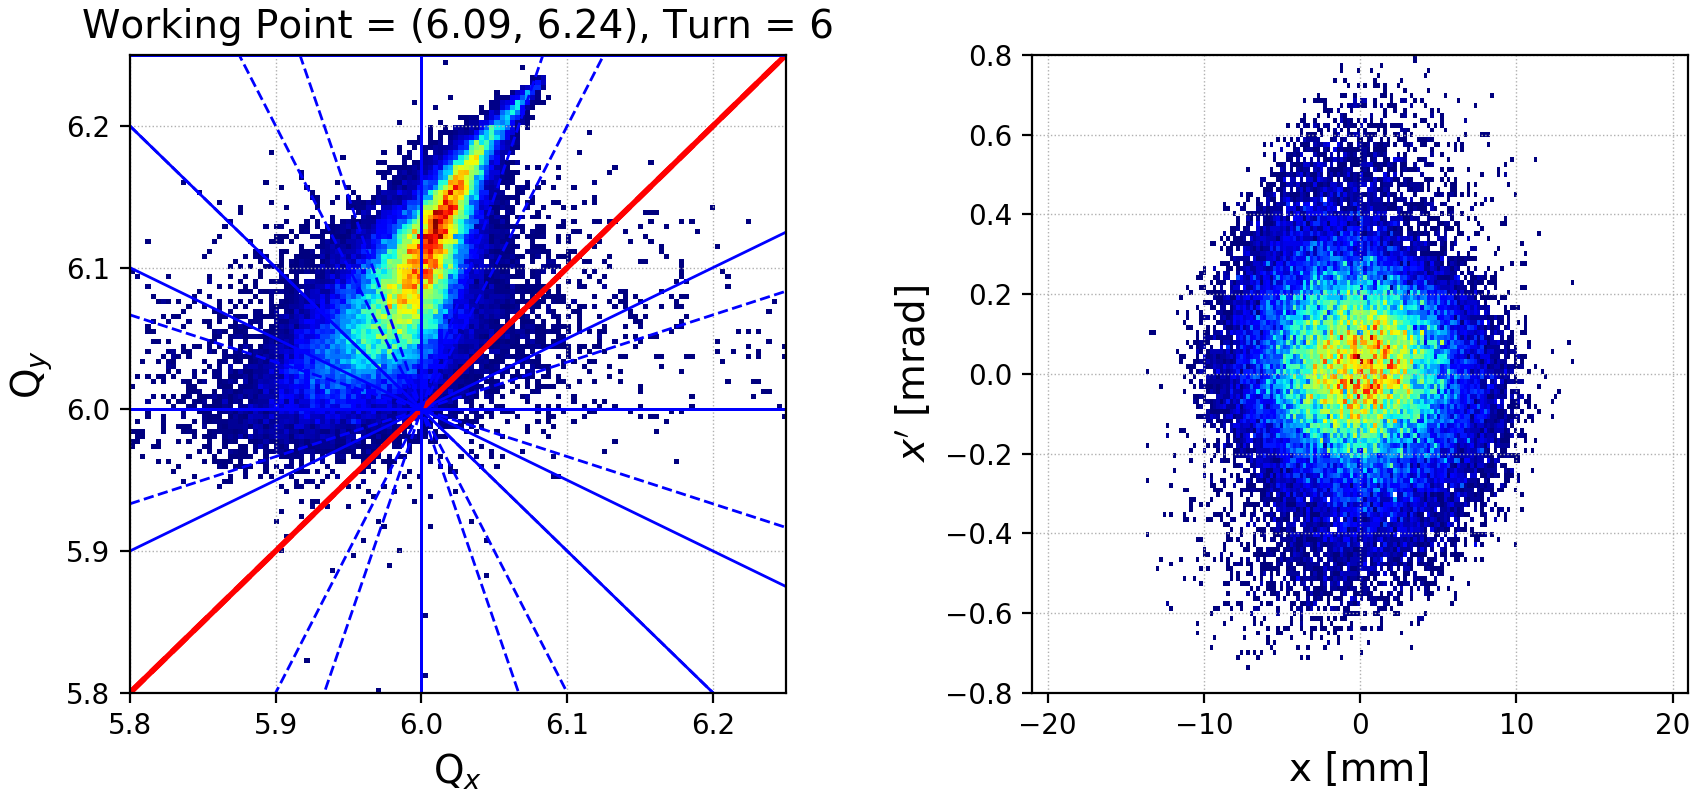 Working Point = (6.09, 6.24), Turn = 6
6.2
6.1
6.0
5.9
5.8
Qy
5.8 5.9 6.0 6.1 6.2
Qx
0.8
0.6
0.4
0.2
0.0
−0.2
−0.4
−0.6
−0.8
x′ [mrad]
−20 −10 0 10 20
x [mm]